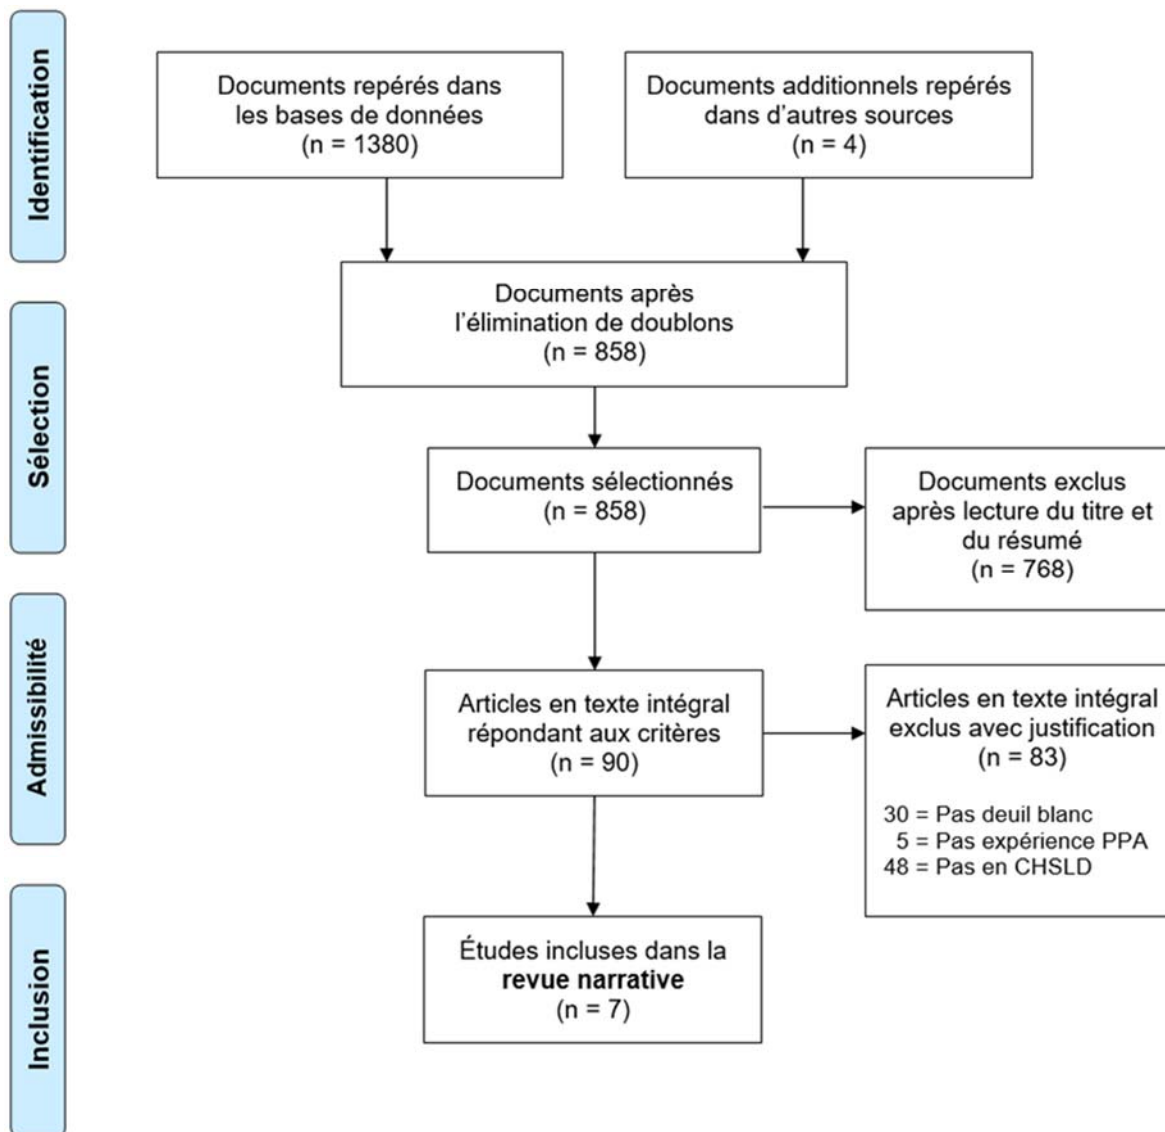 Identification
Documents repérés dans
les bases de données
(n = 1380)
Documents additionnels repérés
dans d'autres sources
(n = 4)
Documents après
l'élimination de doublons
(n = 858)
Sélection
Documents sélectionnés
(n = 858)
Documents exclus
après lecture du titre et
du résumé
(n = 768)
Admissibilité
Articles en texte intégral
répondant aux critères
(n = 90)
Articles en texte intégral
exclus avec justification
(n = 83)
30 = Pas deuil blanc
5 = Pas expérience PPA
48 = Pas en CHSLD
Inclusion
Études incluses dans la
revue narrative
(n = 7)